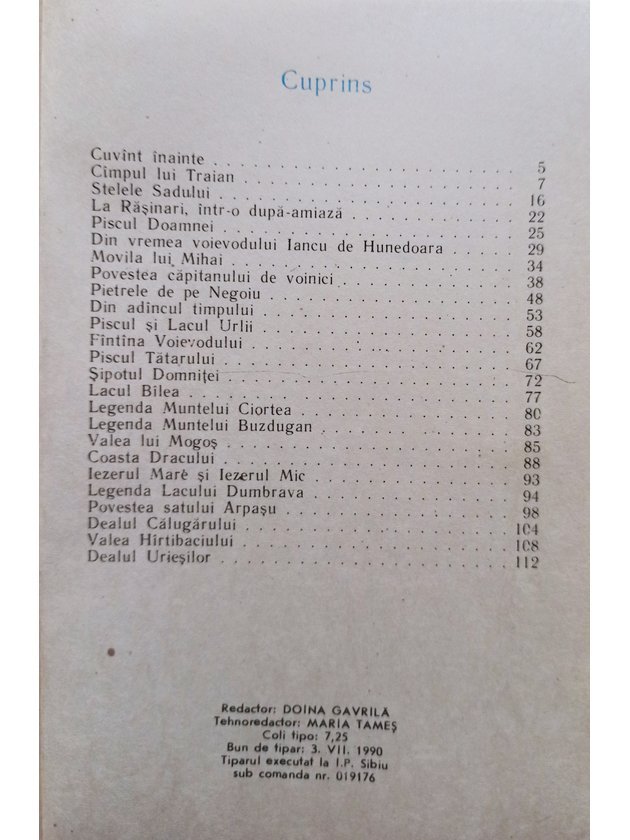 Cuprins
Cuvînt înainte . . . . . . . . . . . . . . . . . . . . 5
Cîmpul lui Traian . . . . . . . . . . . . . . . . . . 7
Stelele Sadului . . . . . . . . . . . . . . . . . . . . 16
La Rășinari, într-o după-amiază . . . . . . . . . . . . 22
Piscul Doamnei . . . . . . . . . . . . . . . . . . . . 25
Din vremea voievodului Iancu de Hunedoara . . . . . . 29
Movila lui Mihai . . . . . . . . . . . . . . . . . . . 34
Povestea căpitanului de voinici . . . . . . . . . . . . 38
Pietrele de pe Negoiu . . . . . . . . . . . . . . . . . 48
Din adîncul timpului . . . . . . . . . . . . . . . . . 53
Piscul și Lacul Urlii . . . . . . . . . . . . . . . . . 58
Fîntîna Voievodului . . . . . . . . . . . . . . . . . . 62
Piscul Tătarului . . . . . . . . . . . . . . . . . . . 67
Șipotul Domniței . . . . . . . . . . . . . . . . . . . 72
Lacul Bîlea . . . . . . . . . . . . . . . . . . . . . . 77
Legenda Muntelui Ciortea . . . . . . . . . . . . . . . 80
Legenda Muntelui Buzdugan . . . . . . . . . . . . . . 83
Valea lui Mogoș . . . . . . . . . . . . . . . . . . . . 85
Coasta Dracului . . . . . . . . . . . . . . . . . . . . 88
Iezerul Mare și Iezerul Mic . . . . . . . . . . . . . . 93
Legenda Lacului Dumbrava . . . . . . . . . . . . . . . 94
Povestea satului Arpașu . . . . . . . . . . . . . . . . 98
Dealul Călugărului . . . . . . . . . . . . . . . . . . 104
Valea Hîrtibaciului . . . . . . . . . . . . . . . . . . 108
Dealul Urieșilor . . . . . . . . . . . . . . . . . . . 112
Redactor: DOINA GAVRILĂ
Tehnoredactor: MARIA TAMEȘ
Coli tipo: 7,25
Bun de tipar: 3. VII. 1990
Tiparul executat la I.P. Sibiu
sub comanda nr. 019176